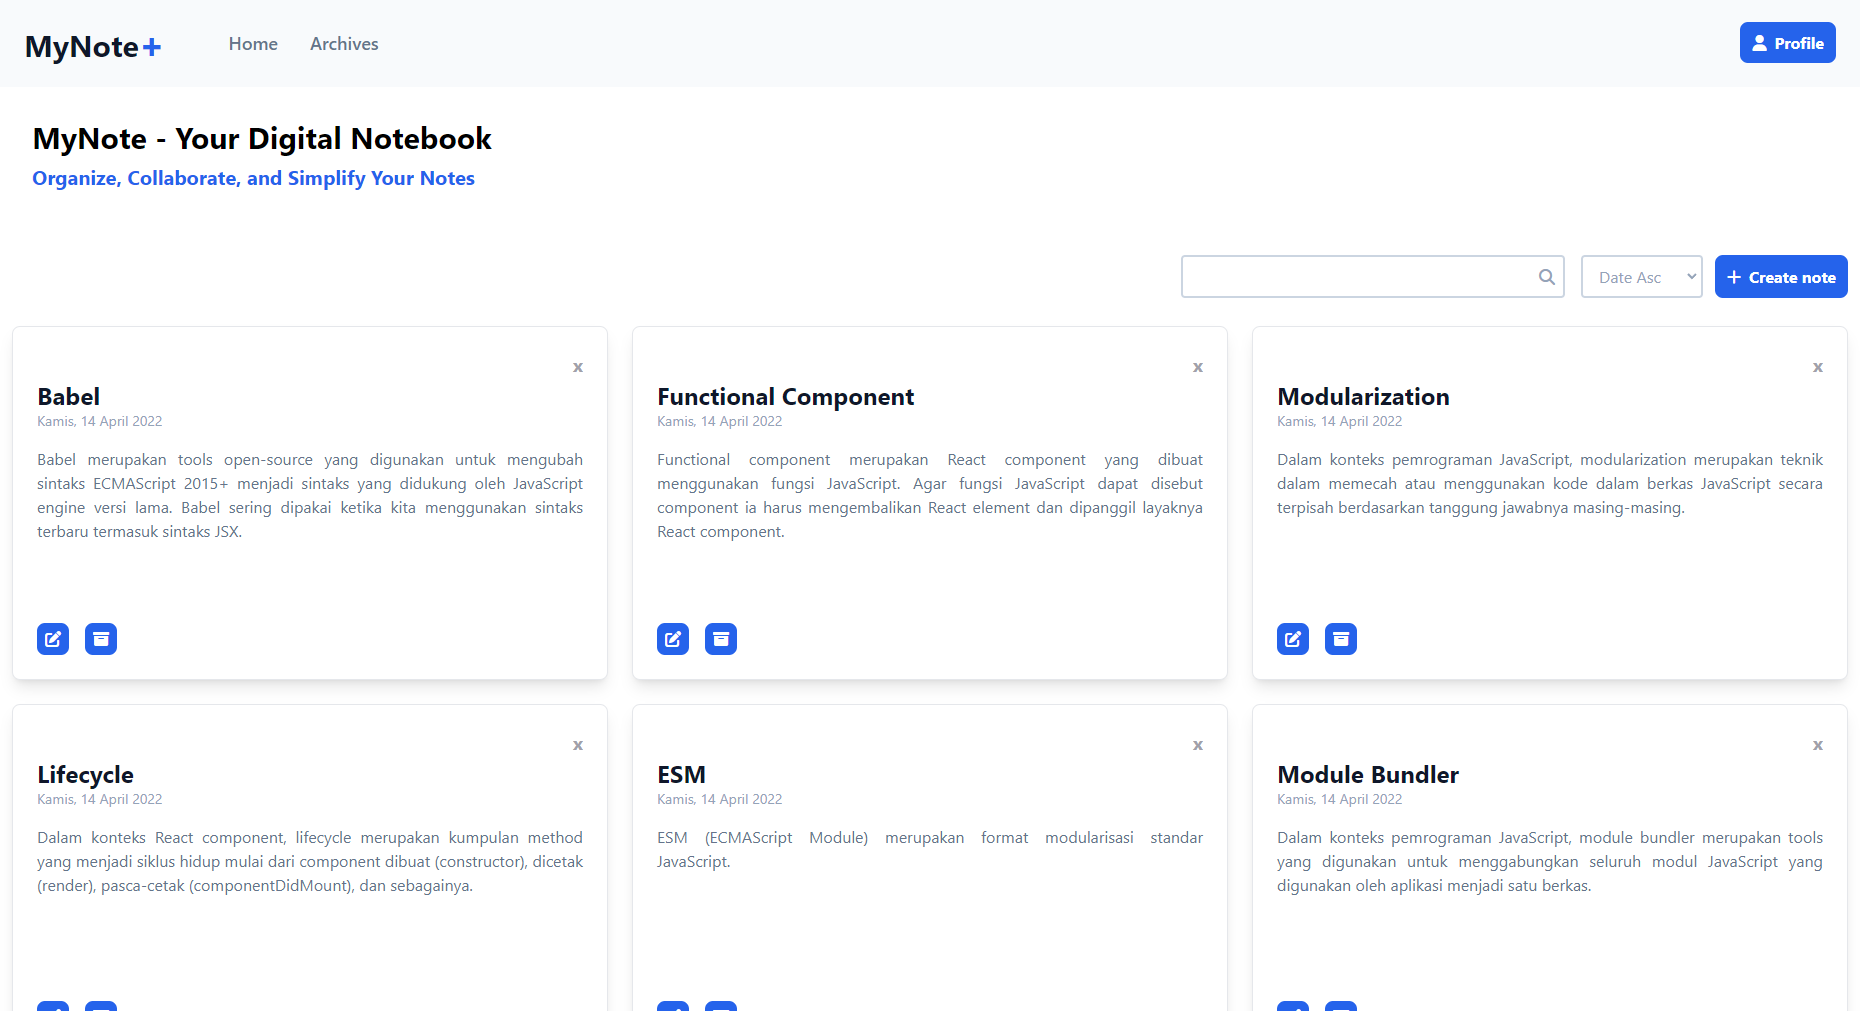 MyNote+
Home
Archives
Profile
MyNote - Your Digital Notebook
Organize, Collaborate, and Simplify Your Notes
Date Asc
Create note
x
Babel
Kamis, 14 April 2022
Babel merupakan tools open-source yang digunakan untuk mengubah
sintaks ECMAScript 2015+ menjadi sintaks yang didukung oleh JavaScript
engine versi lama. Babel sering dipakai ketika kita menggunakan sintaks
terbaru termasuk sintaks JSX.
x
Functional Component
Kamis, 14 April 2022
Functional component merupakan React component yang dibuat
menggunakan fungsi JavaScript. Agar fungsi JavaScript dapat disebut
component ia harus mengembalikan React element dan dipanggil layaknya
React component.
x
Modularization
Kamis, 14 April 2022
Dalam konteks pemrograman JavaScript, modularization merupakan teknik
dalam memecah atau menggunakan kode dalam berkas JavaScript secara
terpisah berdasarkan tanggung jawabnya masing-masing.
x
Lifecycle
Kamis, 14 April 2022
Dalam konteks React component, lifecycle merupakan kumpulan method
yang menjadi siklus hidup mulai dari component dibuat (constructor), dicetak
(render), pasca-cetak (componentDidMount), dan sebagainya.
x
ESM
Kamis, 14 April 2022
ESM (ECMAScript Module) merupakan format modularisasi standar
JavaScript.
x
Module Bundler
Kamis, 14 April 2022
Dalam konteks pemrograman JavaScript, module bundler merupakan tools
yang digunakan untuk menggabungkan seluruh modul JavaScript yang
digunakan oleh aplikasi menjadi satu berkas.